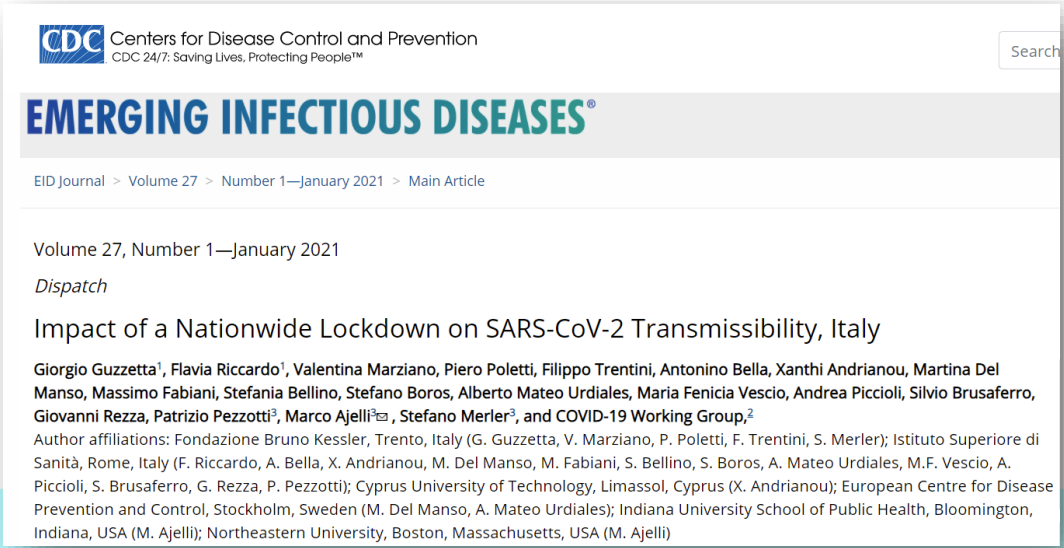 CDC Centers for Disease Control and Prevention
CDC 24/7: Saving Lives, Protecting People™
Search
EMERGING INFECTIOUS DISEASES®
EID Journal > Volume 27 > Number 1—January 2021 > Main Article
Volume 27, Number 1—January 2021
Dispatch
Impact of a Nationwide Lockdown on SARS-CoV-2 Transmissibility, Italy
Giorgio Guzzetta1, Flavia Riccardo1, Valentina Marziano, Piero Poletti, Filippo Trentini, Antonino Bella, Xanthi Andrianou, Martina Del
Manso, Massimo Fabiani, Stefania Bellino, Stefano Boros, Alberto Mateo Urdiales, Maria Fenicia Vescio, Andrea Piccioli, Silvio Brusaferro,
Giovanni Rezza, Patrizio Pezzotti3, Marco Ajelli3✉, Stefano Merler3, and COVID-19 Working Group,2
Author affiliations: Fondazione Bruno Kessler, Trento, Italy (G. Guzzetta, V. Marziano, P. Poletti, F. Trentini, S. Merler); Istituto Superiore di
Sanità, Rome, Italy (F. Riccardo, A. Bella, X. Andrianou, M. Del Manso, M. Fabiani, S. Bellino, S. Boros, A. Mateo Urdiales, M.F. Vescio, A.
Piccioli, S. Brusaferro, G. Rezza, P. Pezzotti); Cyprus University of Technology, Limassol, Cyprus (X. Andrianou); European Centre for Disease
Prevention and Control, Stockholm, Sweden (M. Del Manso, A. Mateo Urdiales); Indiana University School of Public Health, Bloomington,
Indiana, USA (M. Ajelli); Northeastern University, Boston, Massachusetts, USA (M. Ajelli)